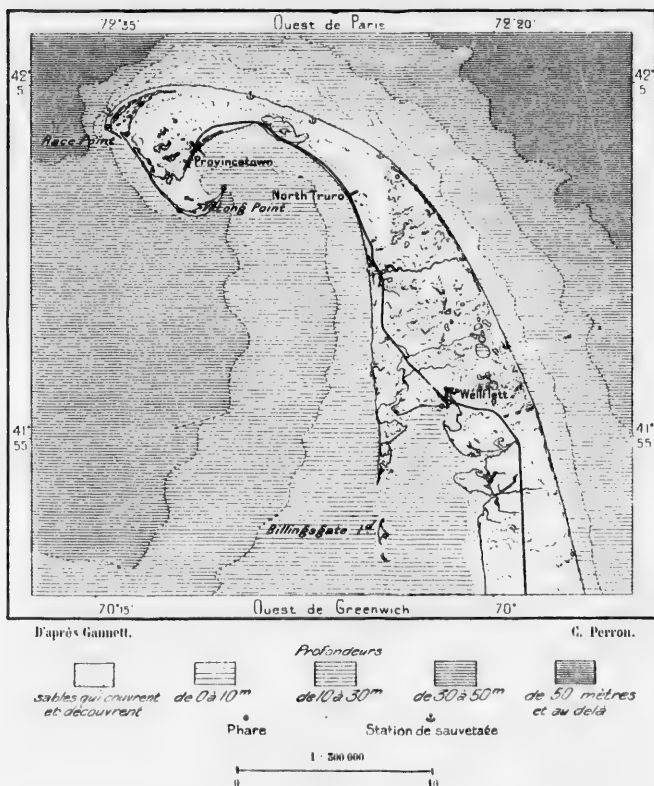 72°35' Ouest de Paris 72°20'
42° 42°
5' 5'
Race Point
Provincetown
Long Point
North Truro
Wellflett
41° 41°
55' 55'
Billingsgate Id.
70°15' Ouest de Greenwich 70°
D'après Gannett. C. Perron.
Profondeurs
sables qui couvrent et découvrent
de 0 à 10m
de 10 à 30m
de 30 à 50m
de 50 mètres et au delà
Phare
Station de sauvetage
1 : 300 000
0 10